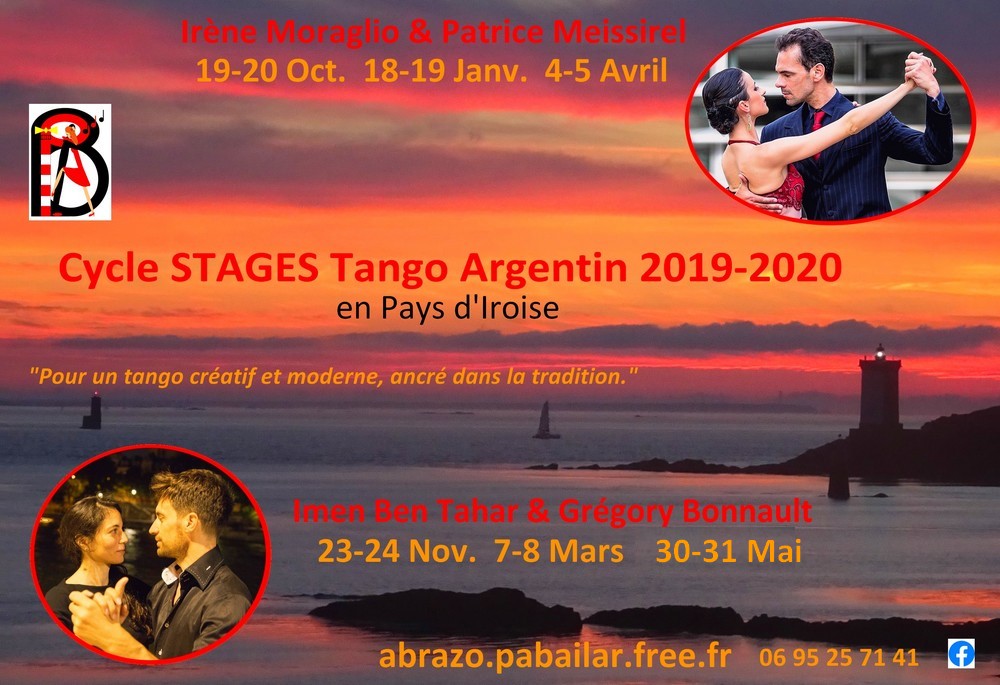 Irène Moraglio & Patrice Meissirel
19-20 Oct. 18-19 Janv. 4-5 Avril
Cycle STAGES Tango Argentin 2019-2020
en Pays d'Iroise
"Pour un tango créatif et moderne, ancré dans la tradition."
Imen Ben Tahar & Grégory Bonnault
23-24 Nov. 7-8 Mars 30-31 Mai
abrazo.pabailar.free.fr 06 95 25 71 41